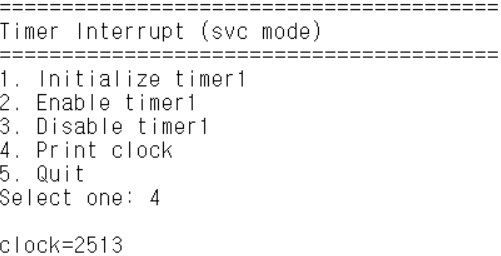 ==================================================
Timer Interrupt (svc mode)
==================================================
1. Initialize timer1
2. Enable timer1
3. Disable timer1
4. Print clock
5. Quit
Select one: 4
clock=2513